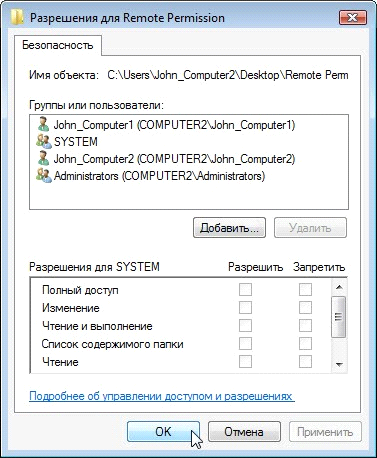 Разрешения для Remote Permission
Безопасность
Имя объекта: C:\Users\John_Computer2\Desktop\Remote Perm
Группы или пользователи:
John_Computer1 (COMPUTER2\John_Computer1)
SYSTEM
John_Computer2 (COMPUTER2\John_Computer2)
Administrators (COMPUTER2\Administrators)
Добавить... Удалить
Разрешения для SYSTEM Разрешить Запретить
Полный доступ
Изменение
Чтение и выполнение
Список содержимого папки
Чтение
Подробнее об управлении доступом и разрешениях
OK Отмена Применить